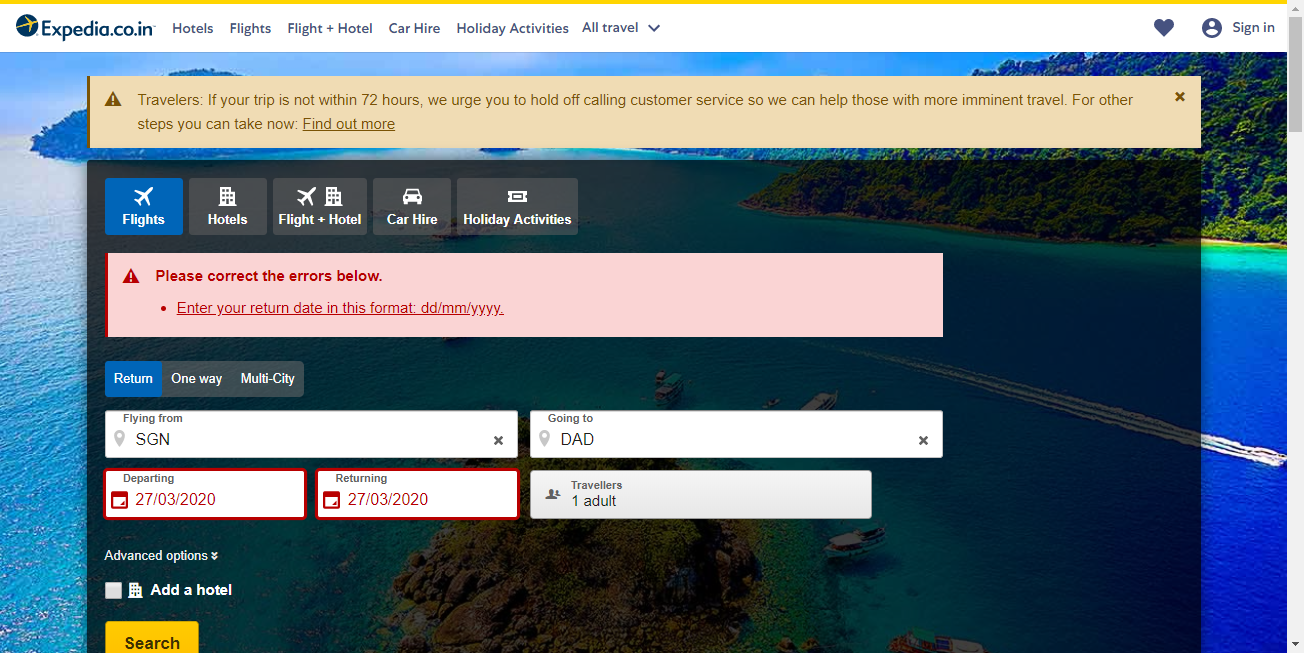 Expedia.co.in
Hotels
Flights
Flight + Hotel
Car Hire
Holiday Activities
All travel
Sign in
Travelers: If your trip is not within 72 hours, we urge you to hold off calling customer service so we can help those with more imminent travel. For other
steps you can take now: Find out more
Flights
Hotels
Flight + Hotel
Car Hire
Holiday Activities
Please correct the errors below.
Enter your return date in this format: dd/mm/yyyy.
Return
One way
Multi-City
Flying from
SGN
Going to
DAD
Departing
27/03/2020
Returning
27/03/2020
Travellers
1 adult
Advanced options
Add a hotel
Search